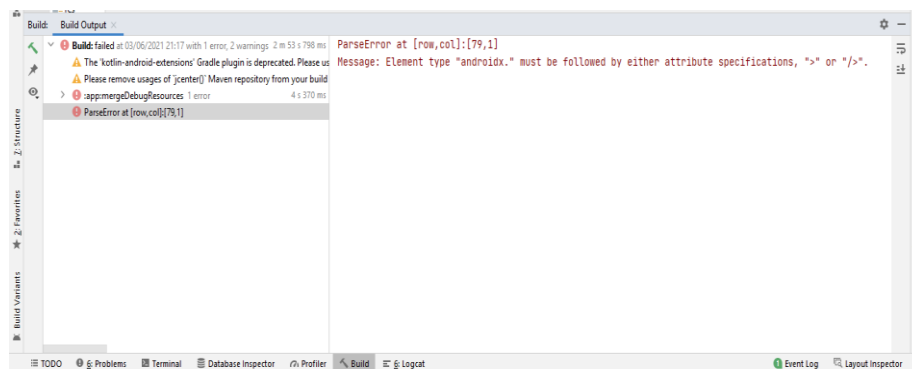 Build: Build Output ×
Build: failed at 03/06/2021 21:17 with 1 error, 2 warnings 2 m 53 s 798 ms
The 'kotlin-android-extensions' Gradle plugin is deprecated. Please us
Please remove usages of `jcenter()` Maven repository from your build
:app:mergeDebugResources 1 error 4 s 370 ms
ParseError at [row,col]:[79,1]
ParseError at [row,col]:[79,1]
Message: Element type "androidx." must be followed by either attribute specifications, ">" or "/>".
Z: Structure
2: Favorites
Build Variants
TODO 6: Problems Terminal Database Inspector Profiler Build 6: Logcat 1 Event Log Layout Inspector